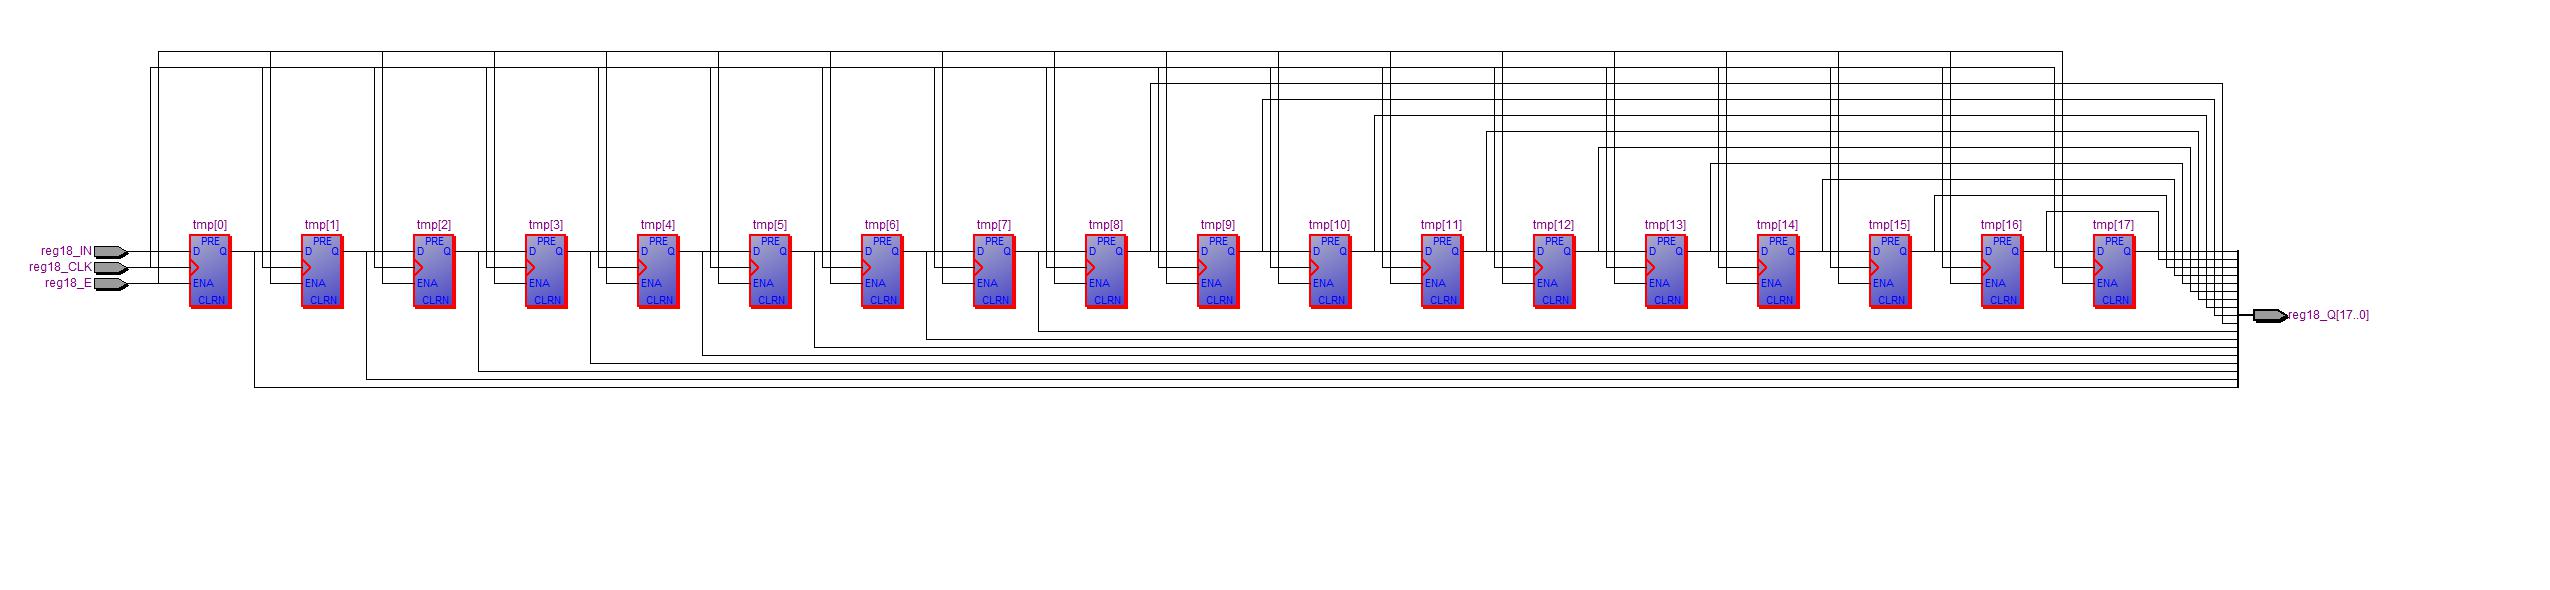 tmp[0] tmp[1] tmp[2] tmp[3] tmp[4] tmp[5] tmp[6] tmp[7] tmp[8] tmp[9] tmp[10] tmp[11] tmp[12] tmp[13] tmp[14] tmp[15] tmp[16] tmp[17]
PRE PRE PRE PRE PRE PRE PRE PRE PRE PRE PRE PRE PRE PRE PRE PRE PRE PRE
reg18_IN D Q D Q D Q D Q D Q D Q D Q D Q D Q D Q D Q D Q D Q D Q D Q D Q D Q D Q
reg18_CLK
reg18_E ENA ENA ENA ENA ENA ENA ENA ENA ENA ENA ENA ENA ENA ENA ENA ENA ENA ENA
CLRN CLRN CLRN CLRN CLRN CLRN CLRN CLRN CLRN CLRN CLRN CLRN CLRN CLRN CLRN CLRN CLRN CLRN
reg18_Q[17..0]